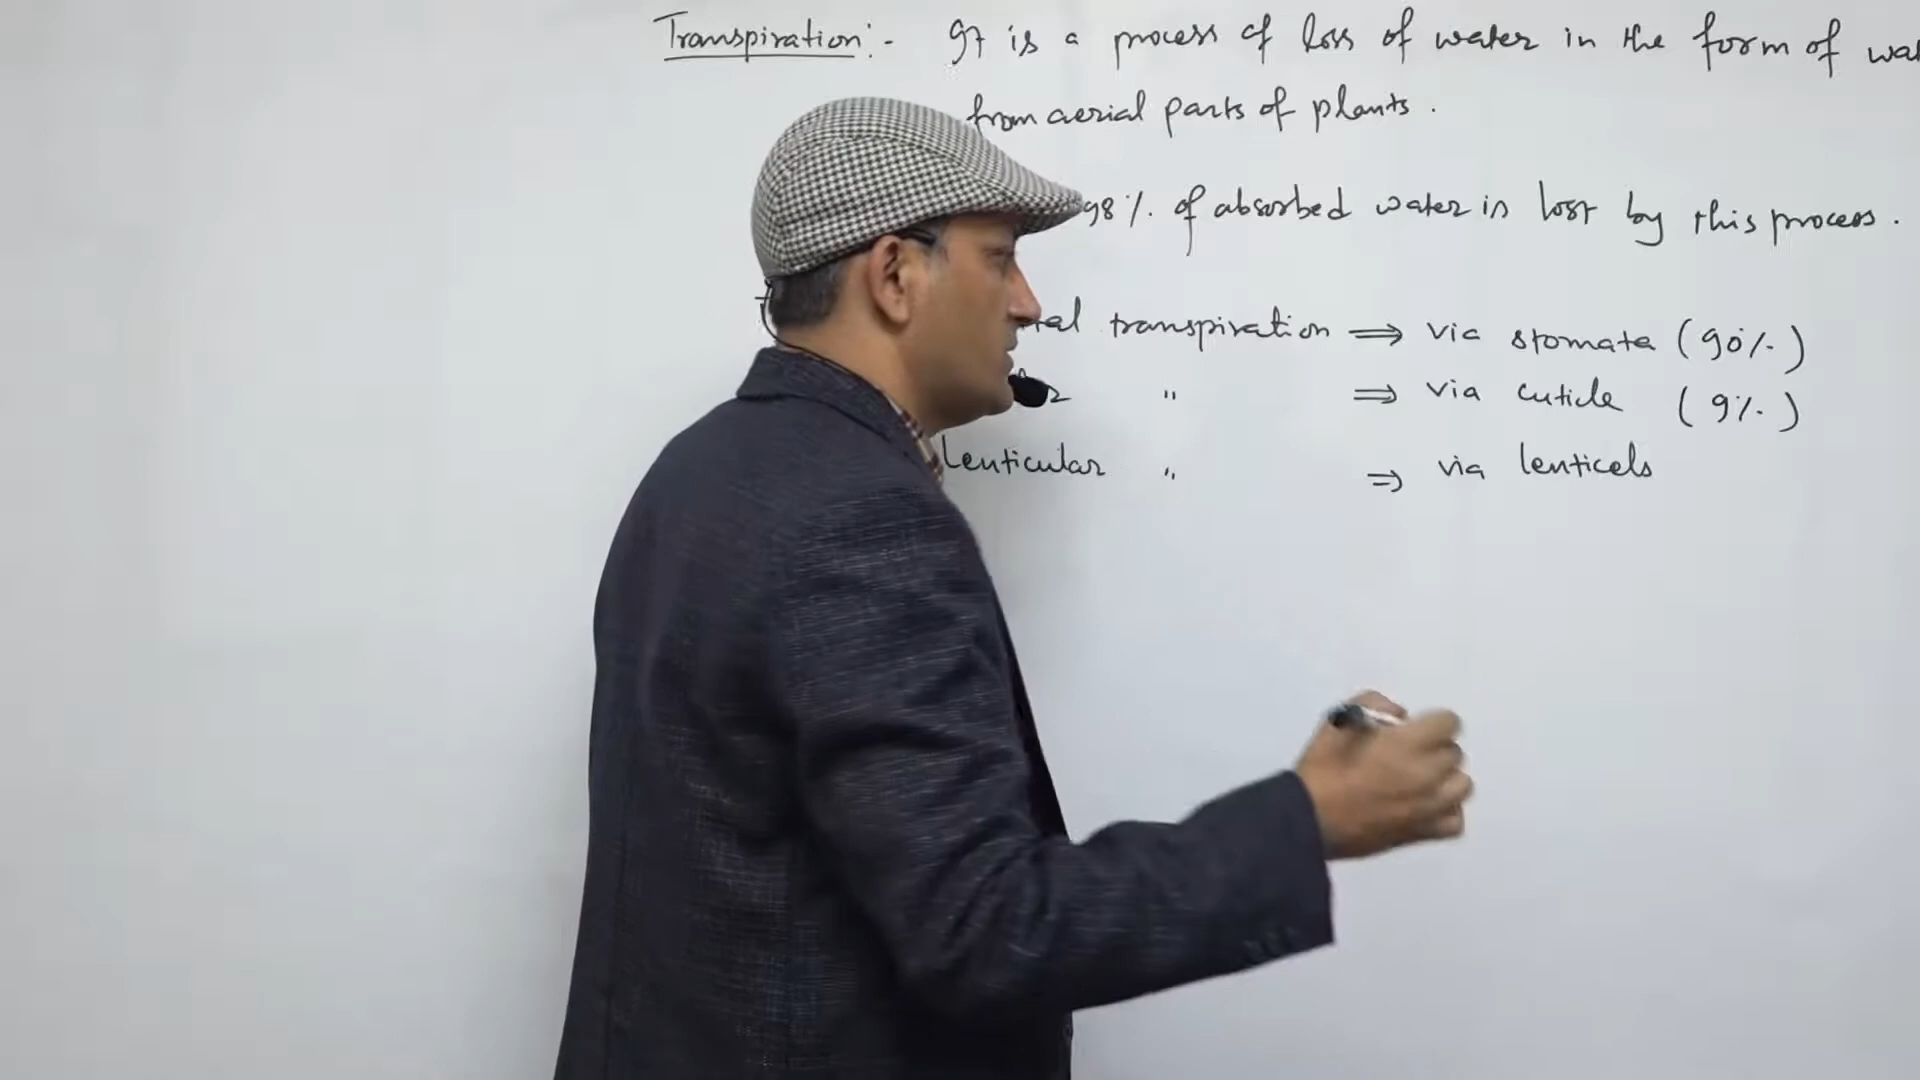 Transpiration :- It is a process of loss of water in the form of
from aerial parts of plants.
98% of absorbed water is lost by this process.
transpiration ⇒ via stomata (90%)
" ⇒ via cuticle (9%)
Lenticular " ⇒ via lenticels